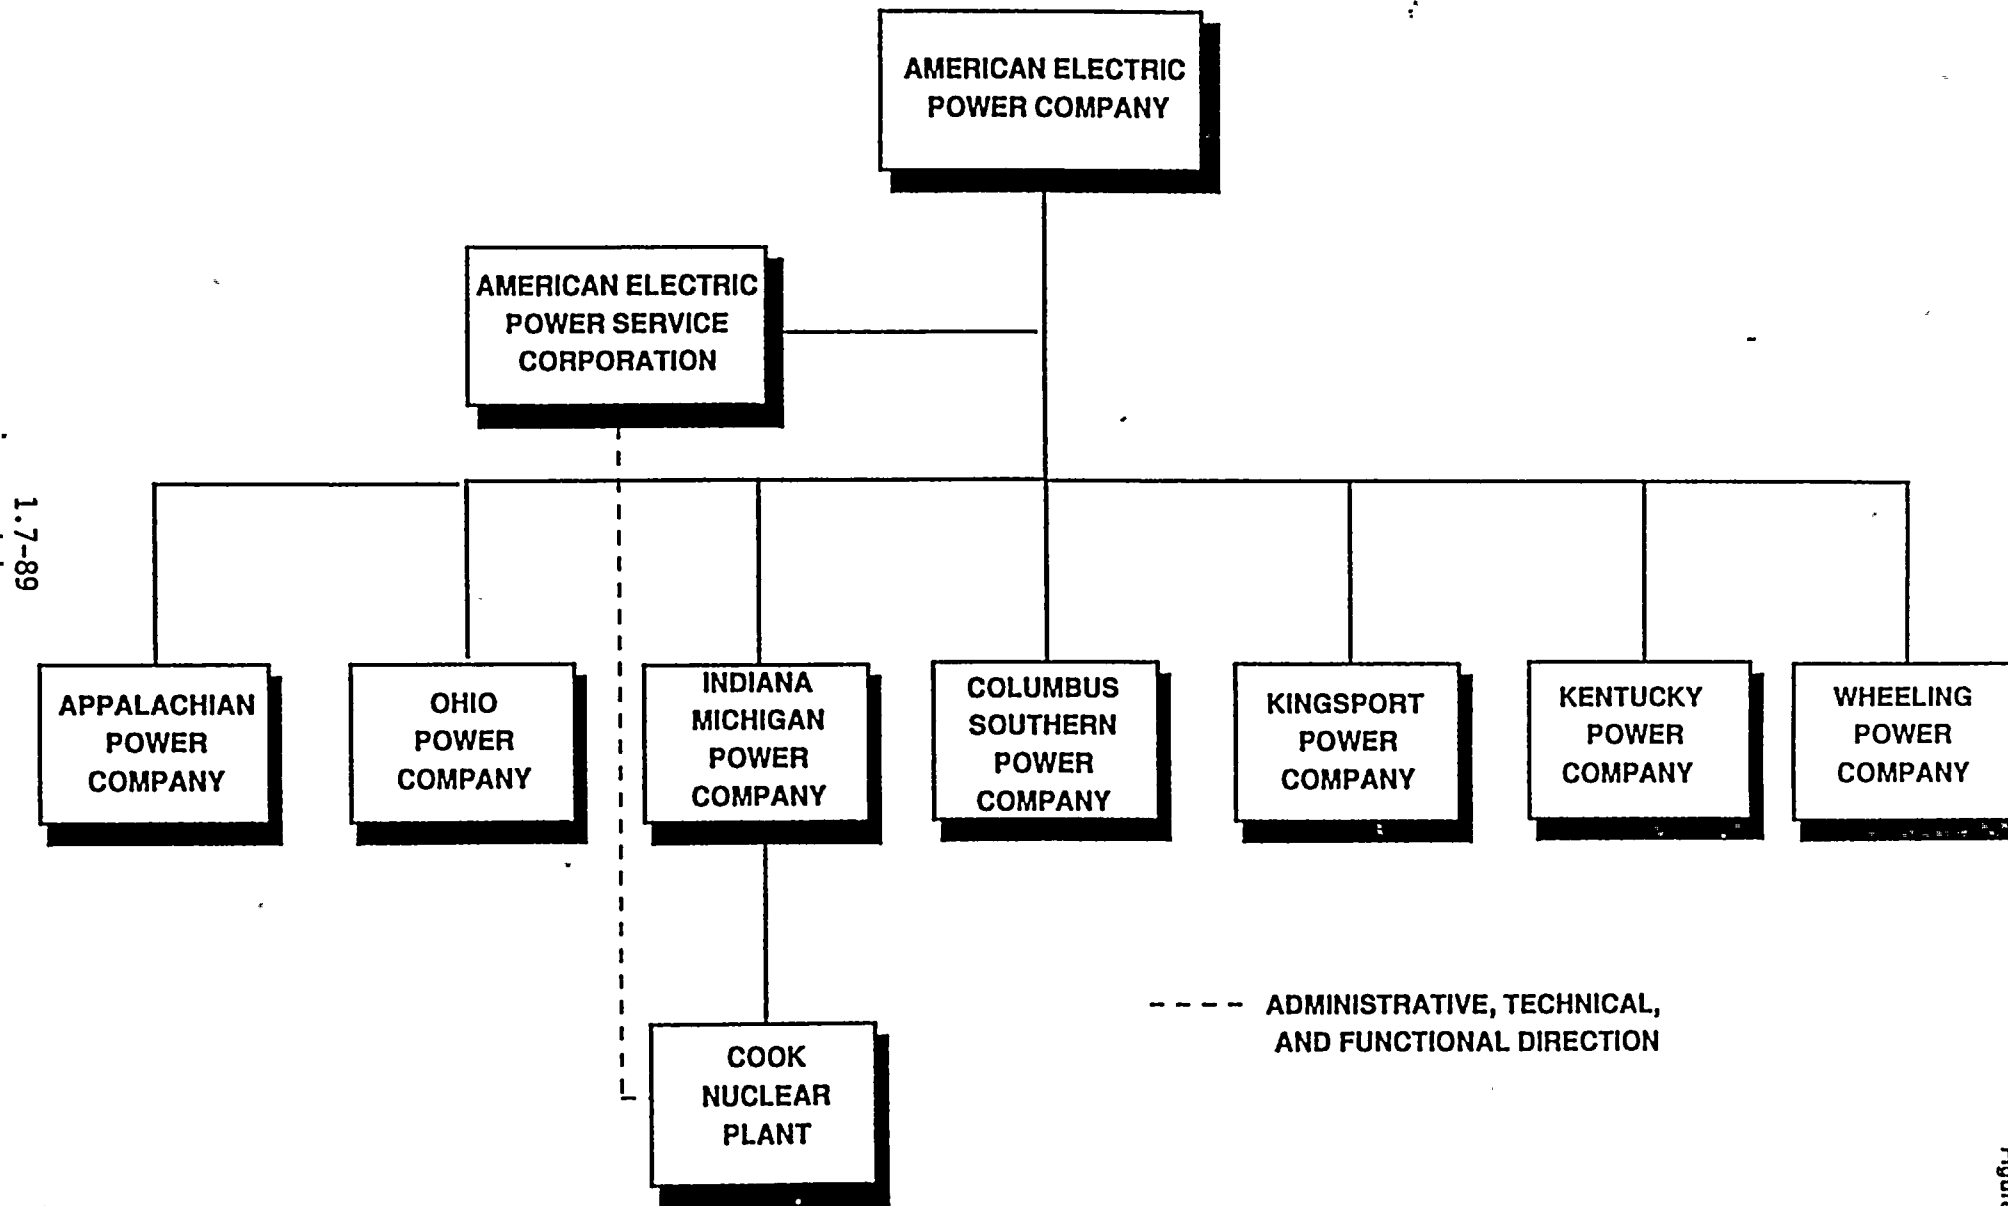 AMERICAN ELECTRIC
POWER COMPANY
AMERICAN ELECTRIC
POWER SERVICE
CORPORATION
1.7-89
APPALACHIAN
POWER
COMPANY
OHIO
POWER
COMPANY
INDIANA
MICHIGAN
POWER
COMPANY
COLUMBUS
SOUTHERN
POWER
COMPANY
KINGSPORT
POWER
COMPANY
KENTUCKY
POWER
COMPANY
WHEELING
POWER
COMPANY
COOK
NUCLEAR
PLANT
ADMINISTRATIVE, TECHNICAL,
AND FUNCTIONAL DIRECTION